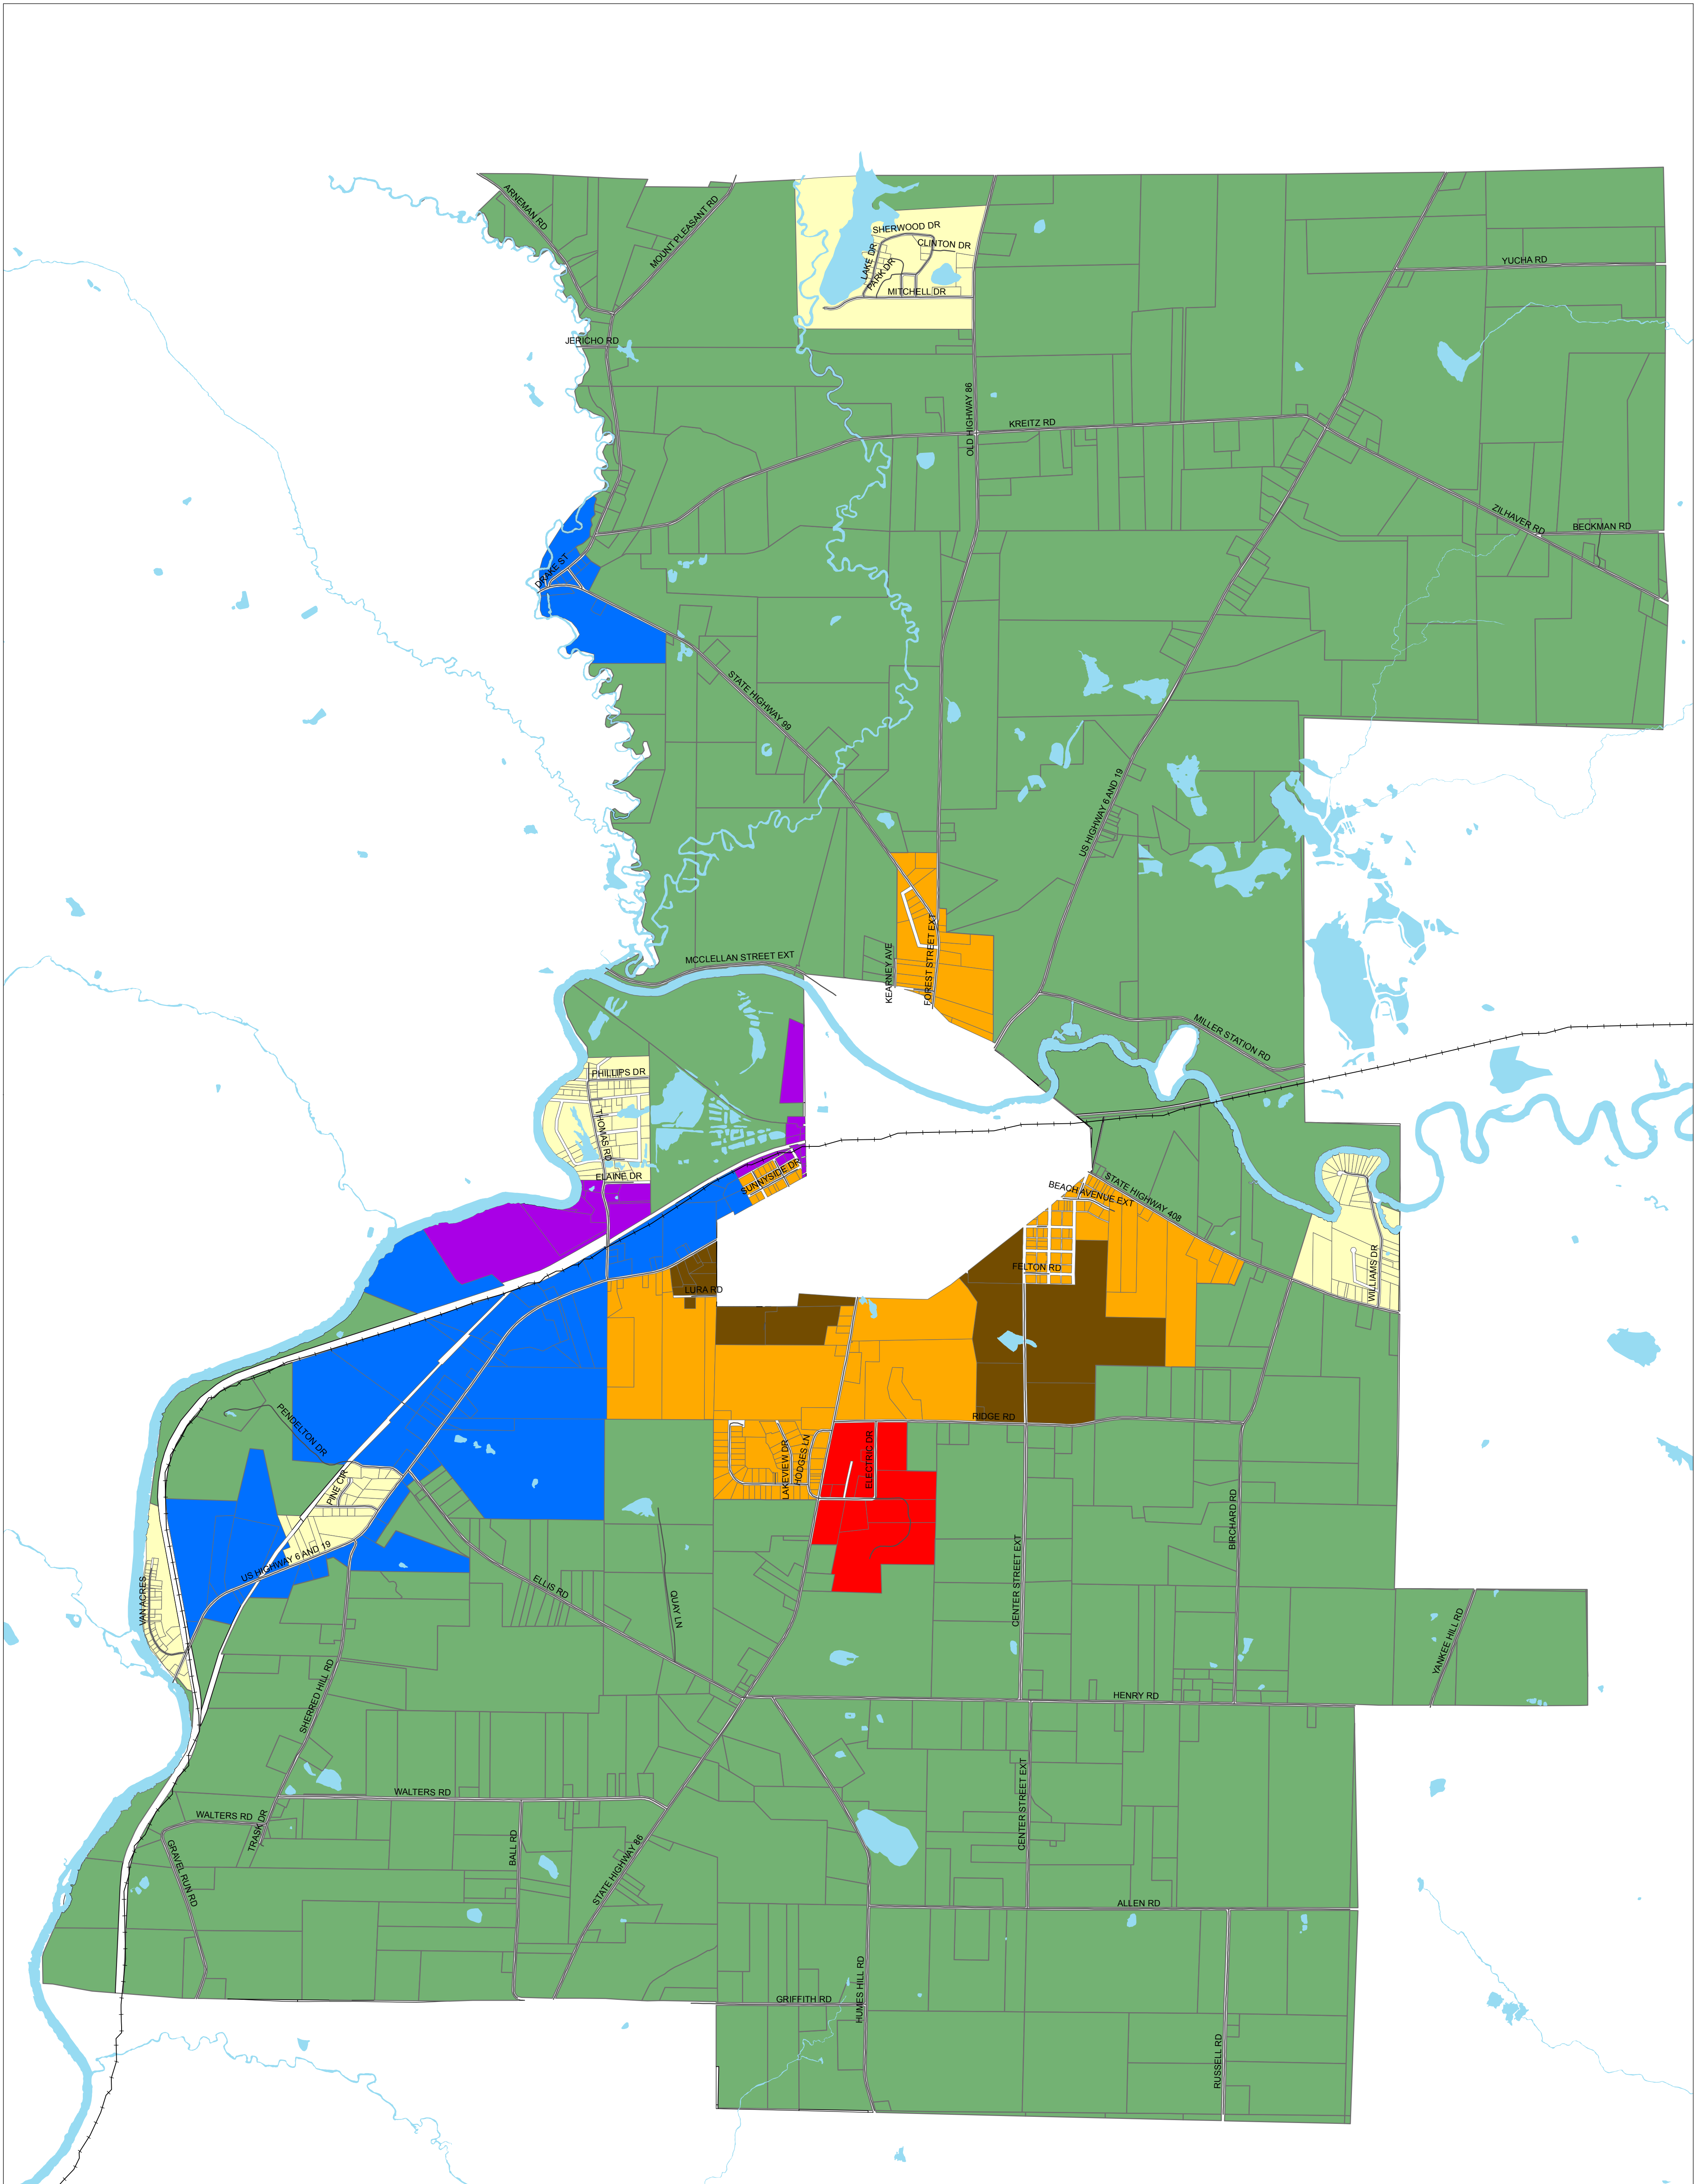 ARNEMAN RD
MOUNT PLEASANT RD
SHERWOOD DR
CLINTON DR
LAKE DR
PARK DR
MITCHELL DR
YUCHA RD
JERICHO RD
OLD HIGHWAY 86
KREITZ RD
ZILHAVER RD
BECKMAN RD
DRAKE ST
STATE HIGHWAY 99
US HIGHWAY 6 AND 19
KEARNEY AVE
FOREST STREET EXT
MCCLELLAN STREET EXT
MILLER STATION RD
PHILLIPS DR
THOMAS RD
ELAINE DR
SUNNYSIDE DR
BEACH AVENUE EXT
STATE HIGHWAY 408
WILLIAMS DR
FELTON RD
LURA RD
RIDGE RD
PENDELTON DR
PINE CIR
LAKEVIEW DR
HODGES LN
ELECTRIC DR
US HIGHWAY 6 AND 19
VAN ACRES
ELLIS RD
QUAY LN
CENTER STREET EXT
BIRCHARD RD
YANKEE HILL RD
SHERRED HILL RD
HENRY RD
WALTERS RD
WALTERS RD
TRASK DR
GRAVEL RUN RD
BALL RD
STATE HIGHWAY 86
CENTER STREET EXT
ALLEN RD
HUMES HILL RD
GRIFFITH RD
RUSSELL RD